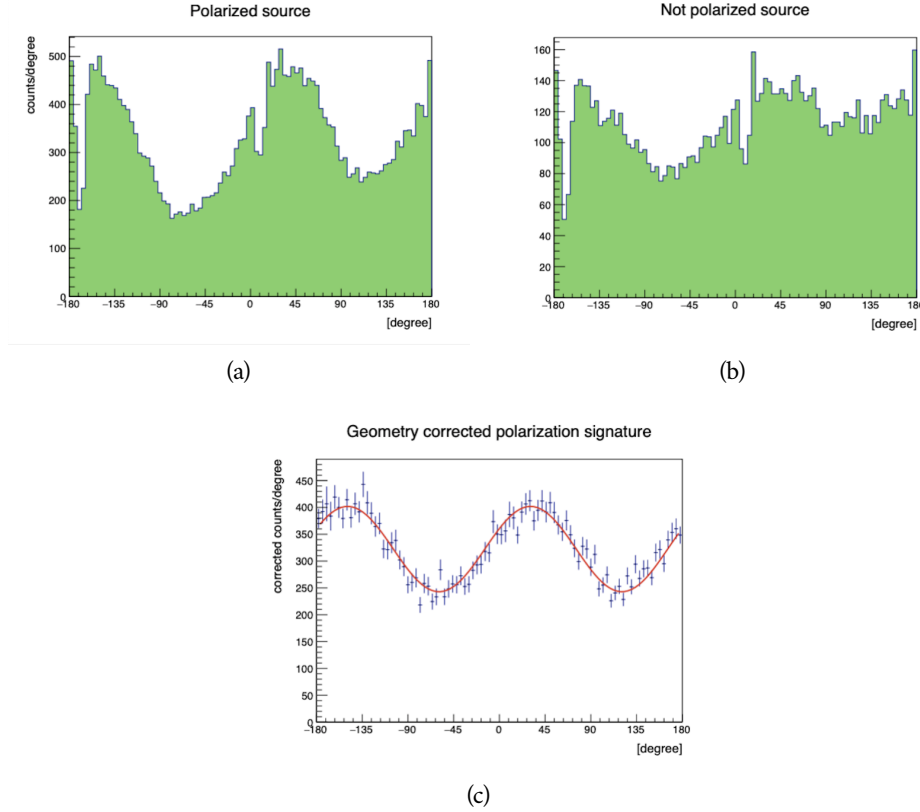 Polarized source
counts/degree
500
400
300
200
100
0
−180 −135 −90 −45 0 45 90 135 180
[degree]
(a)
Not polarized source
160
140
120
100
80
60
40
20
0
−180 −135 −90 −45 0 45 90 135 180
[degree]
(b)
Geometry corrected polarization signature
corrected counts/degree
450
400
350
300
250
200
150
100
50
0
−180 −135 −90 −45 0 45 90 135 180
[degree]
(c)